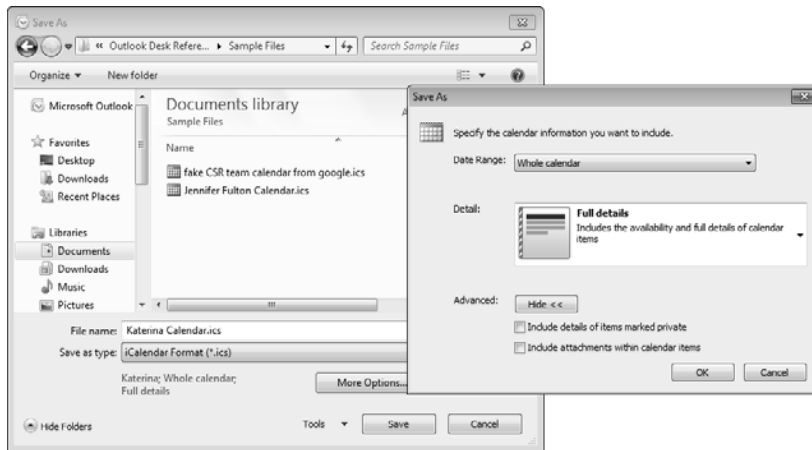 Save As
« Outlook Desk Refere... ▸ Sample Files
Search Sample Files
Organize ▾ New folder
Microsoft Outlook
Favorites
Desktop
Downloads
Recent Places
Libraries
Documents
Downloads
Music
Pictures
Documents library
Sample Files
Name
fake CSR team calendar from google.ics
Jennifer Fulton Calendar.ics
File name: Katerina Calendar.ics
Save as type: iCalendar Format (*.ics)
Katerina; Whole calendar;
Full details
More Options...
Hide Folders
Tools
Save
Cancel
Save As
Specify the calendar information you want to include.
Date Range: Whole calendar
Detail:
Full details
Includes the availability and full details of calendar
items
Advanced: Hide <<
Include details of items marked private
Include attachments within calendar items
OK
Cancel